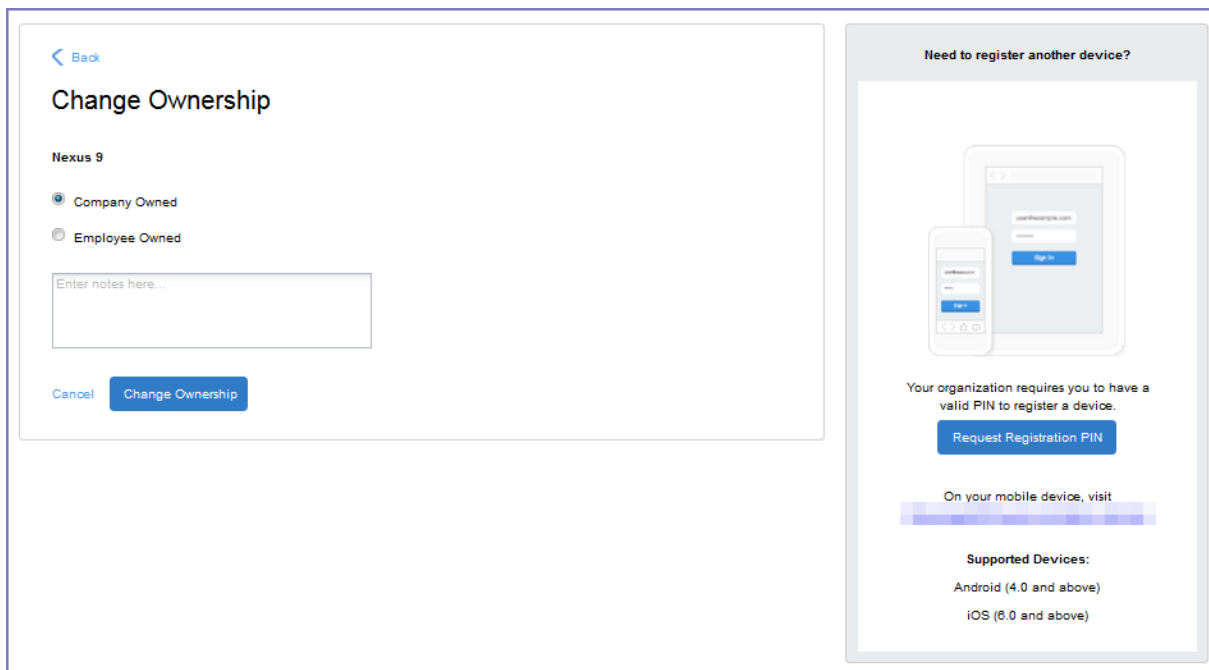 Back
Change Ownership
Nexus 9
Company Owned
Employee Owned
Enter notes here...
Cancel
Change Ownership
Need to register another device?
Sign In
Sign In
Your organization requires you to have a
valid PIN to register a device.
Request Registration PIN
On your mobile device, visit
Supported Devices:
Android (4.0 and above)
iOS (6.0 and above)